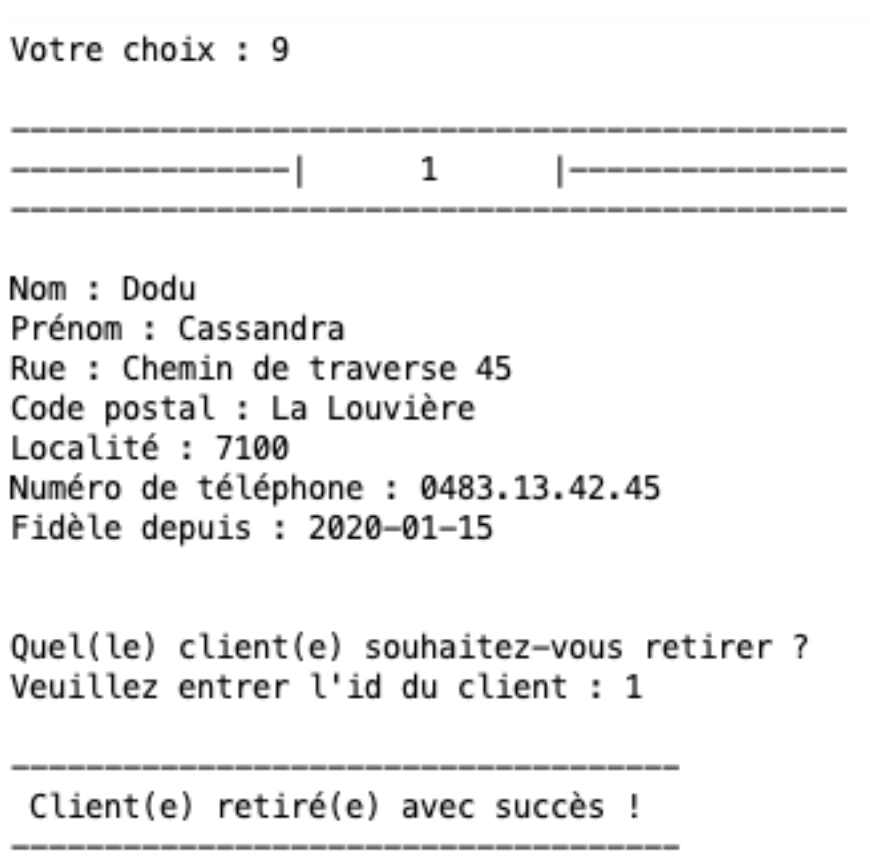 Votre choix : 9
---------------------------------------------
---------------|      1      |---------------
---------------------------------------------
Nom : Dodu
Prénom : Cassandra
Rue : Chemin de traverse 45
Code postal : La Louvière
Localité : 7100
Numéro de téléphone : 0483.13.42.45
Fidèle depuis : 2020-01-15
Quel(le) client(e) souhaitez-vous retirer ?
Veuillez entrer l'id du client : 1
------------------------------------
Client(e) retiré(e) avec succès !
------------------------------------